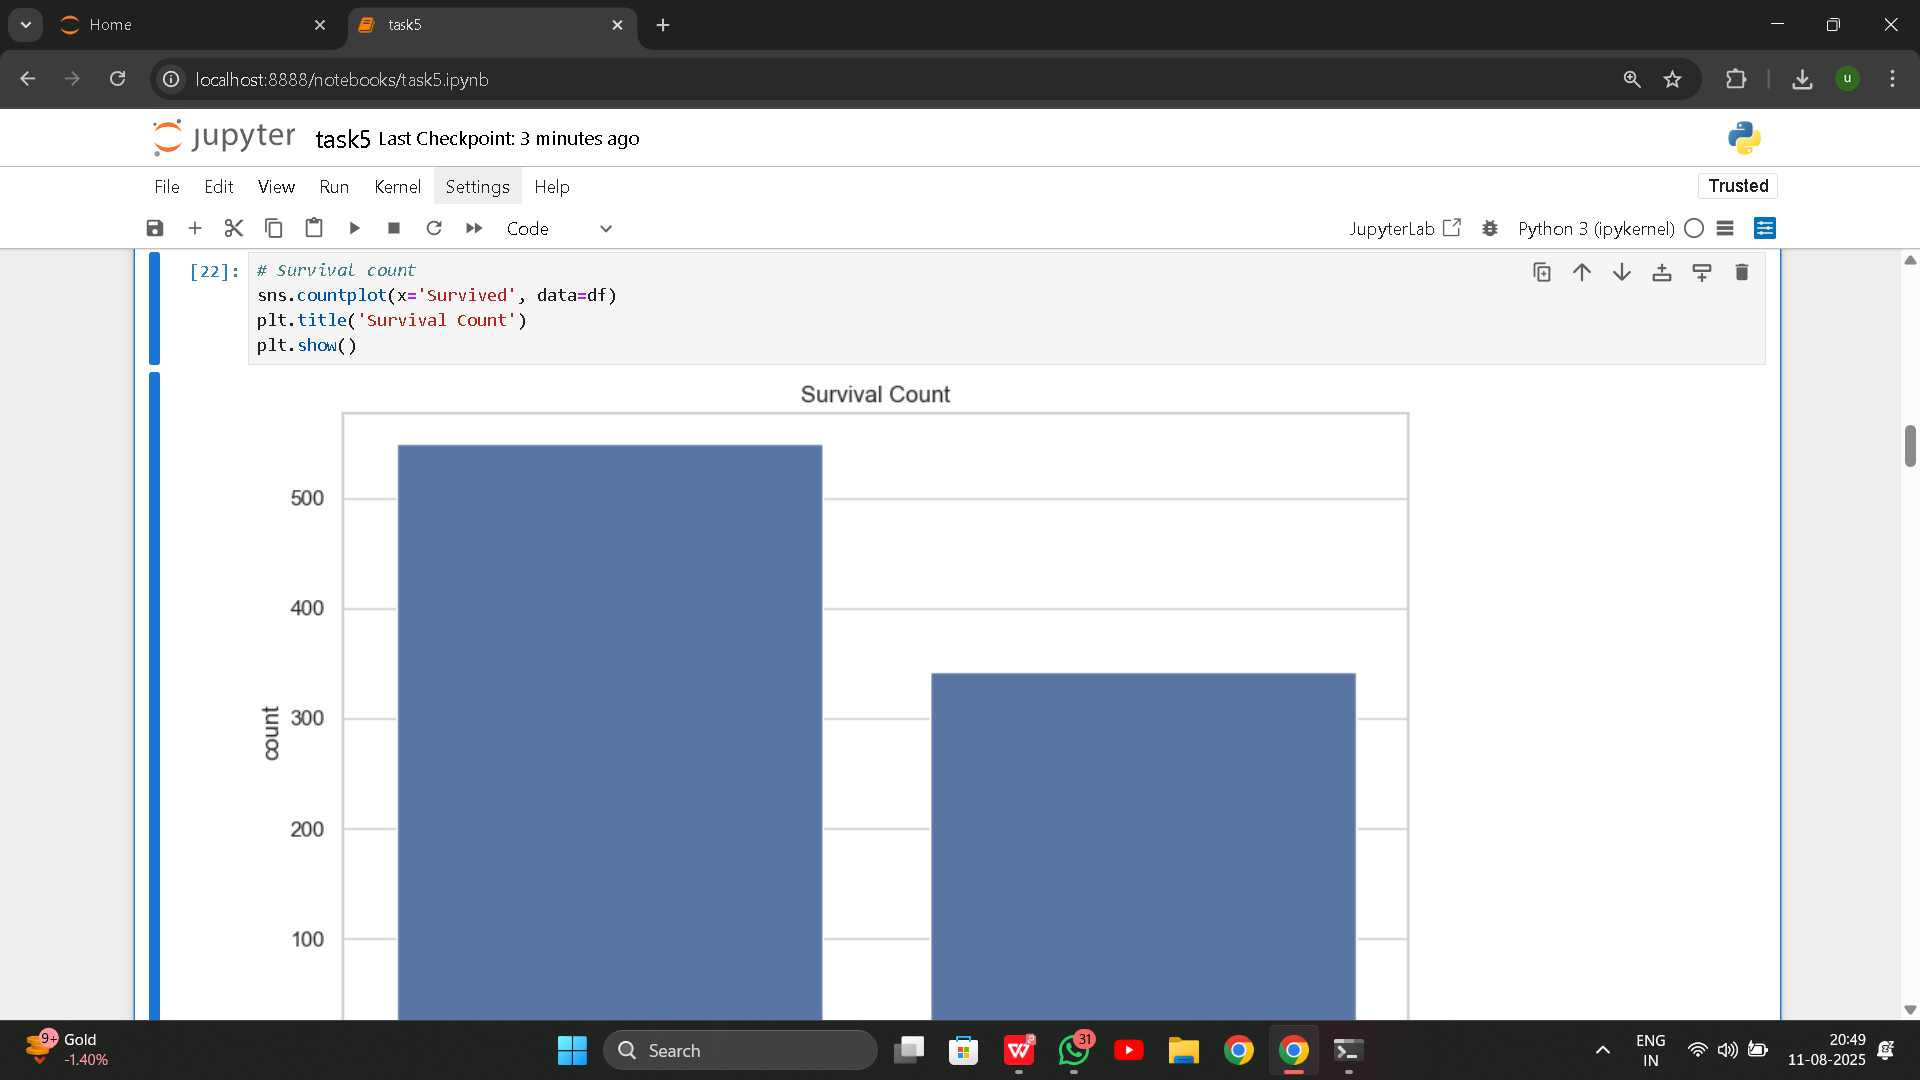 Home
task5
localhost:8888/notebooks/task5.ipynb
u
jupyter task5 Last Checkpoint: 3 minutes ago
File Edit View Run Kernel Settings Help
Trusted
Code
JupyterLab
Python 3 (ipykernel)
[22]:
# Survival count
sns.countplot(x='Survived', data=df)
plt.title('Survival Count')
plt.show()
Survival Count
500
400
300
200
100
count
9+
Gold
-1.40%
Search
W
31
ENG
IN
20:49
11-08-2025